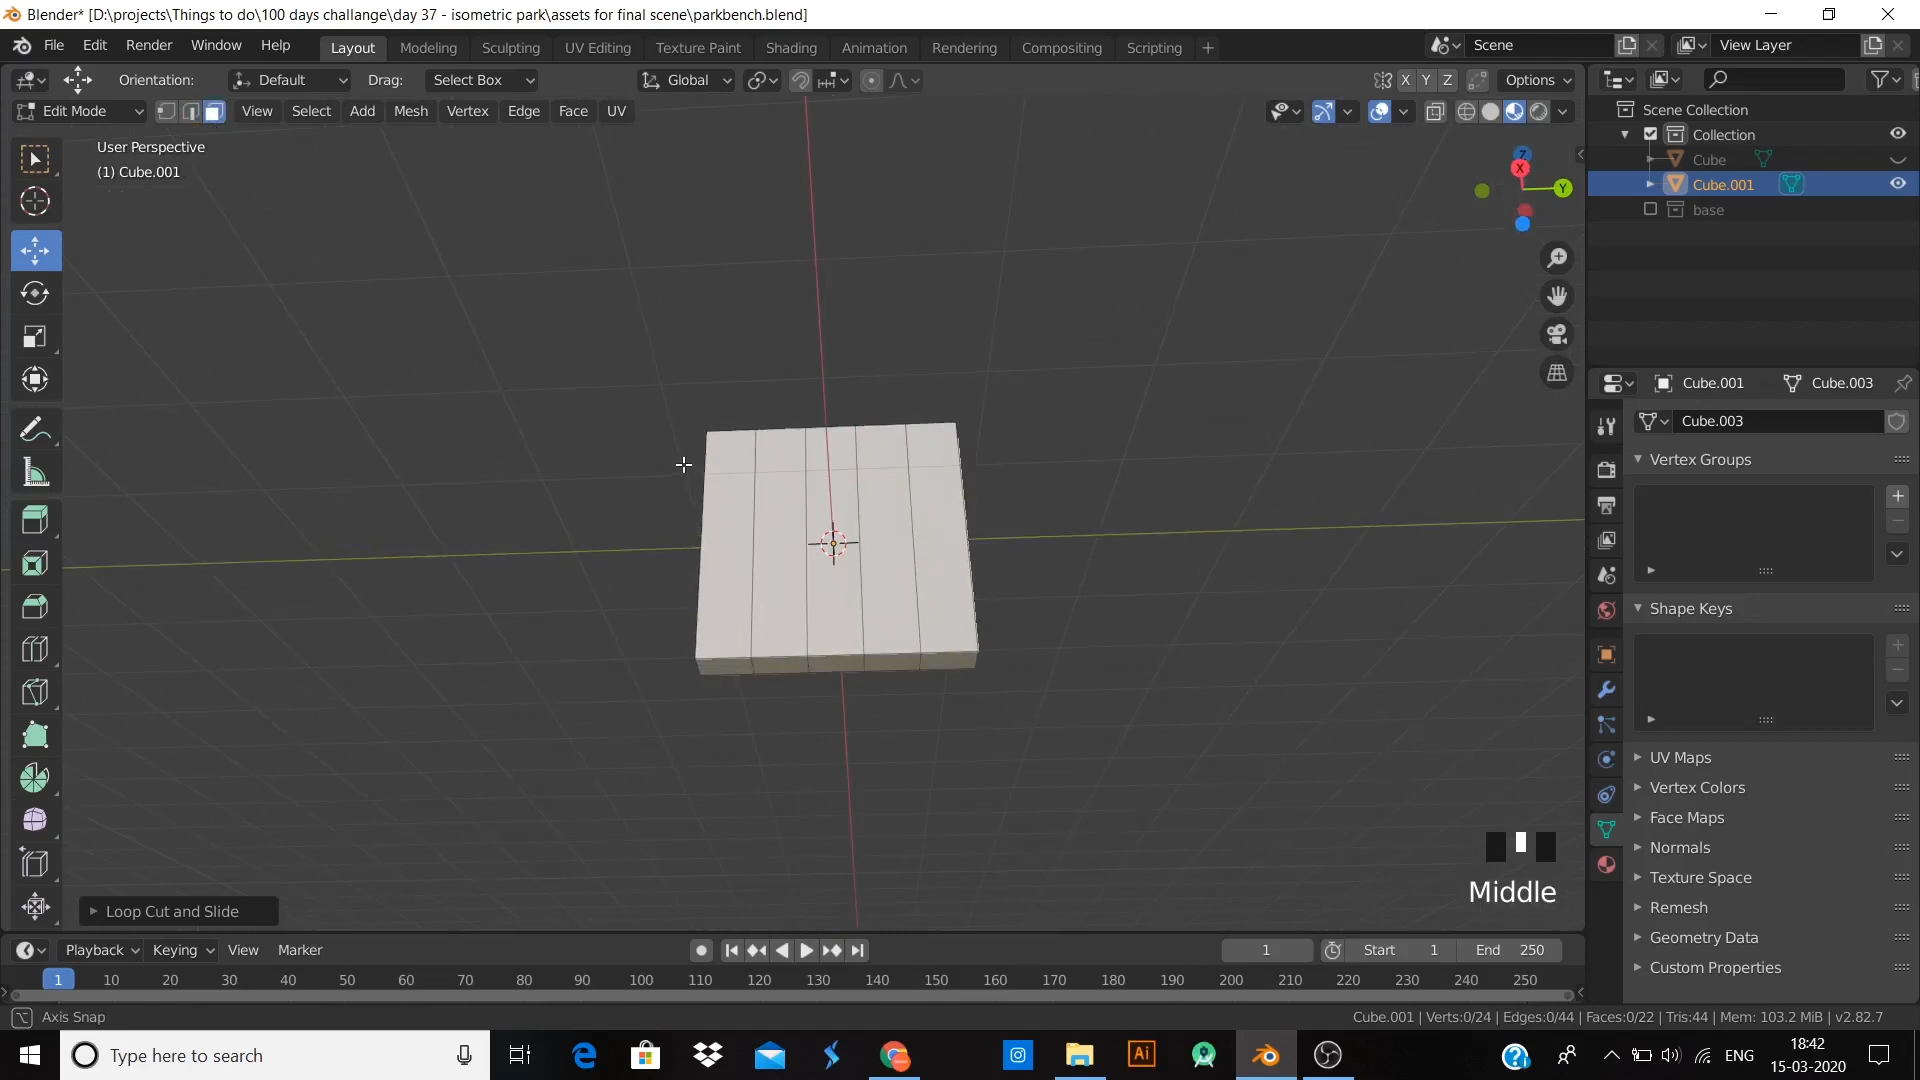 Blender* [D:\projects\Things to do\100 days challange\day 37 - isometric park\assets for final scene\parkbench.blend]
File Edit Render Window Help Layout Modeling Sculpting UV Editing Texture Paint Shading Animation Rendering Compositing Scripting + Scene View Layer
Orientation: Default Drag: Select Box Global X Y Z Options
Edit Mode View Select Add Mesh Vertex Edge Face UV
Scene Collection
Collection
Cube
Cube.001
base
User Perspective
(1) Cube.001
Z
X
Y
Cube.001 Cube.003
Cube.003
Vertex Groups
Shape Keys
UV Maps
Vertex Colors
Face Maps
Normals
Texture Space
Remesh
Geometry Data
Custom Properties
Middle
Loop Cut and Slide
Playback Keying View Marker 1 Start 1 End 250
1 10 20 30 40 50 60 70 80 90 100 110 120 130 140 150 160 170 180 190 200 210 220 230 240 250
Axis Snap Cube.001 | Verts:0/24 | Edges:0/44 | Faces:0/22 | Tris:44 | Mem: 103.2 MiB | v2.82.7
Type here to search Ai ENG 18:42
15-03-2020